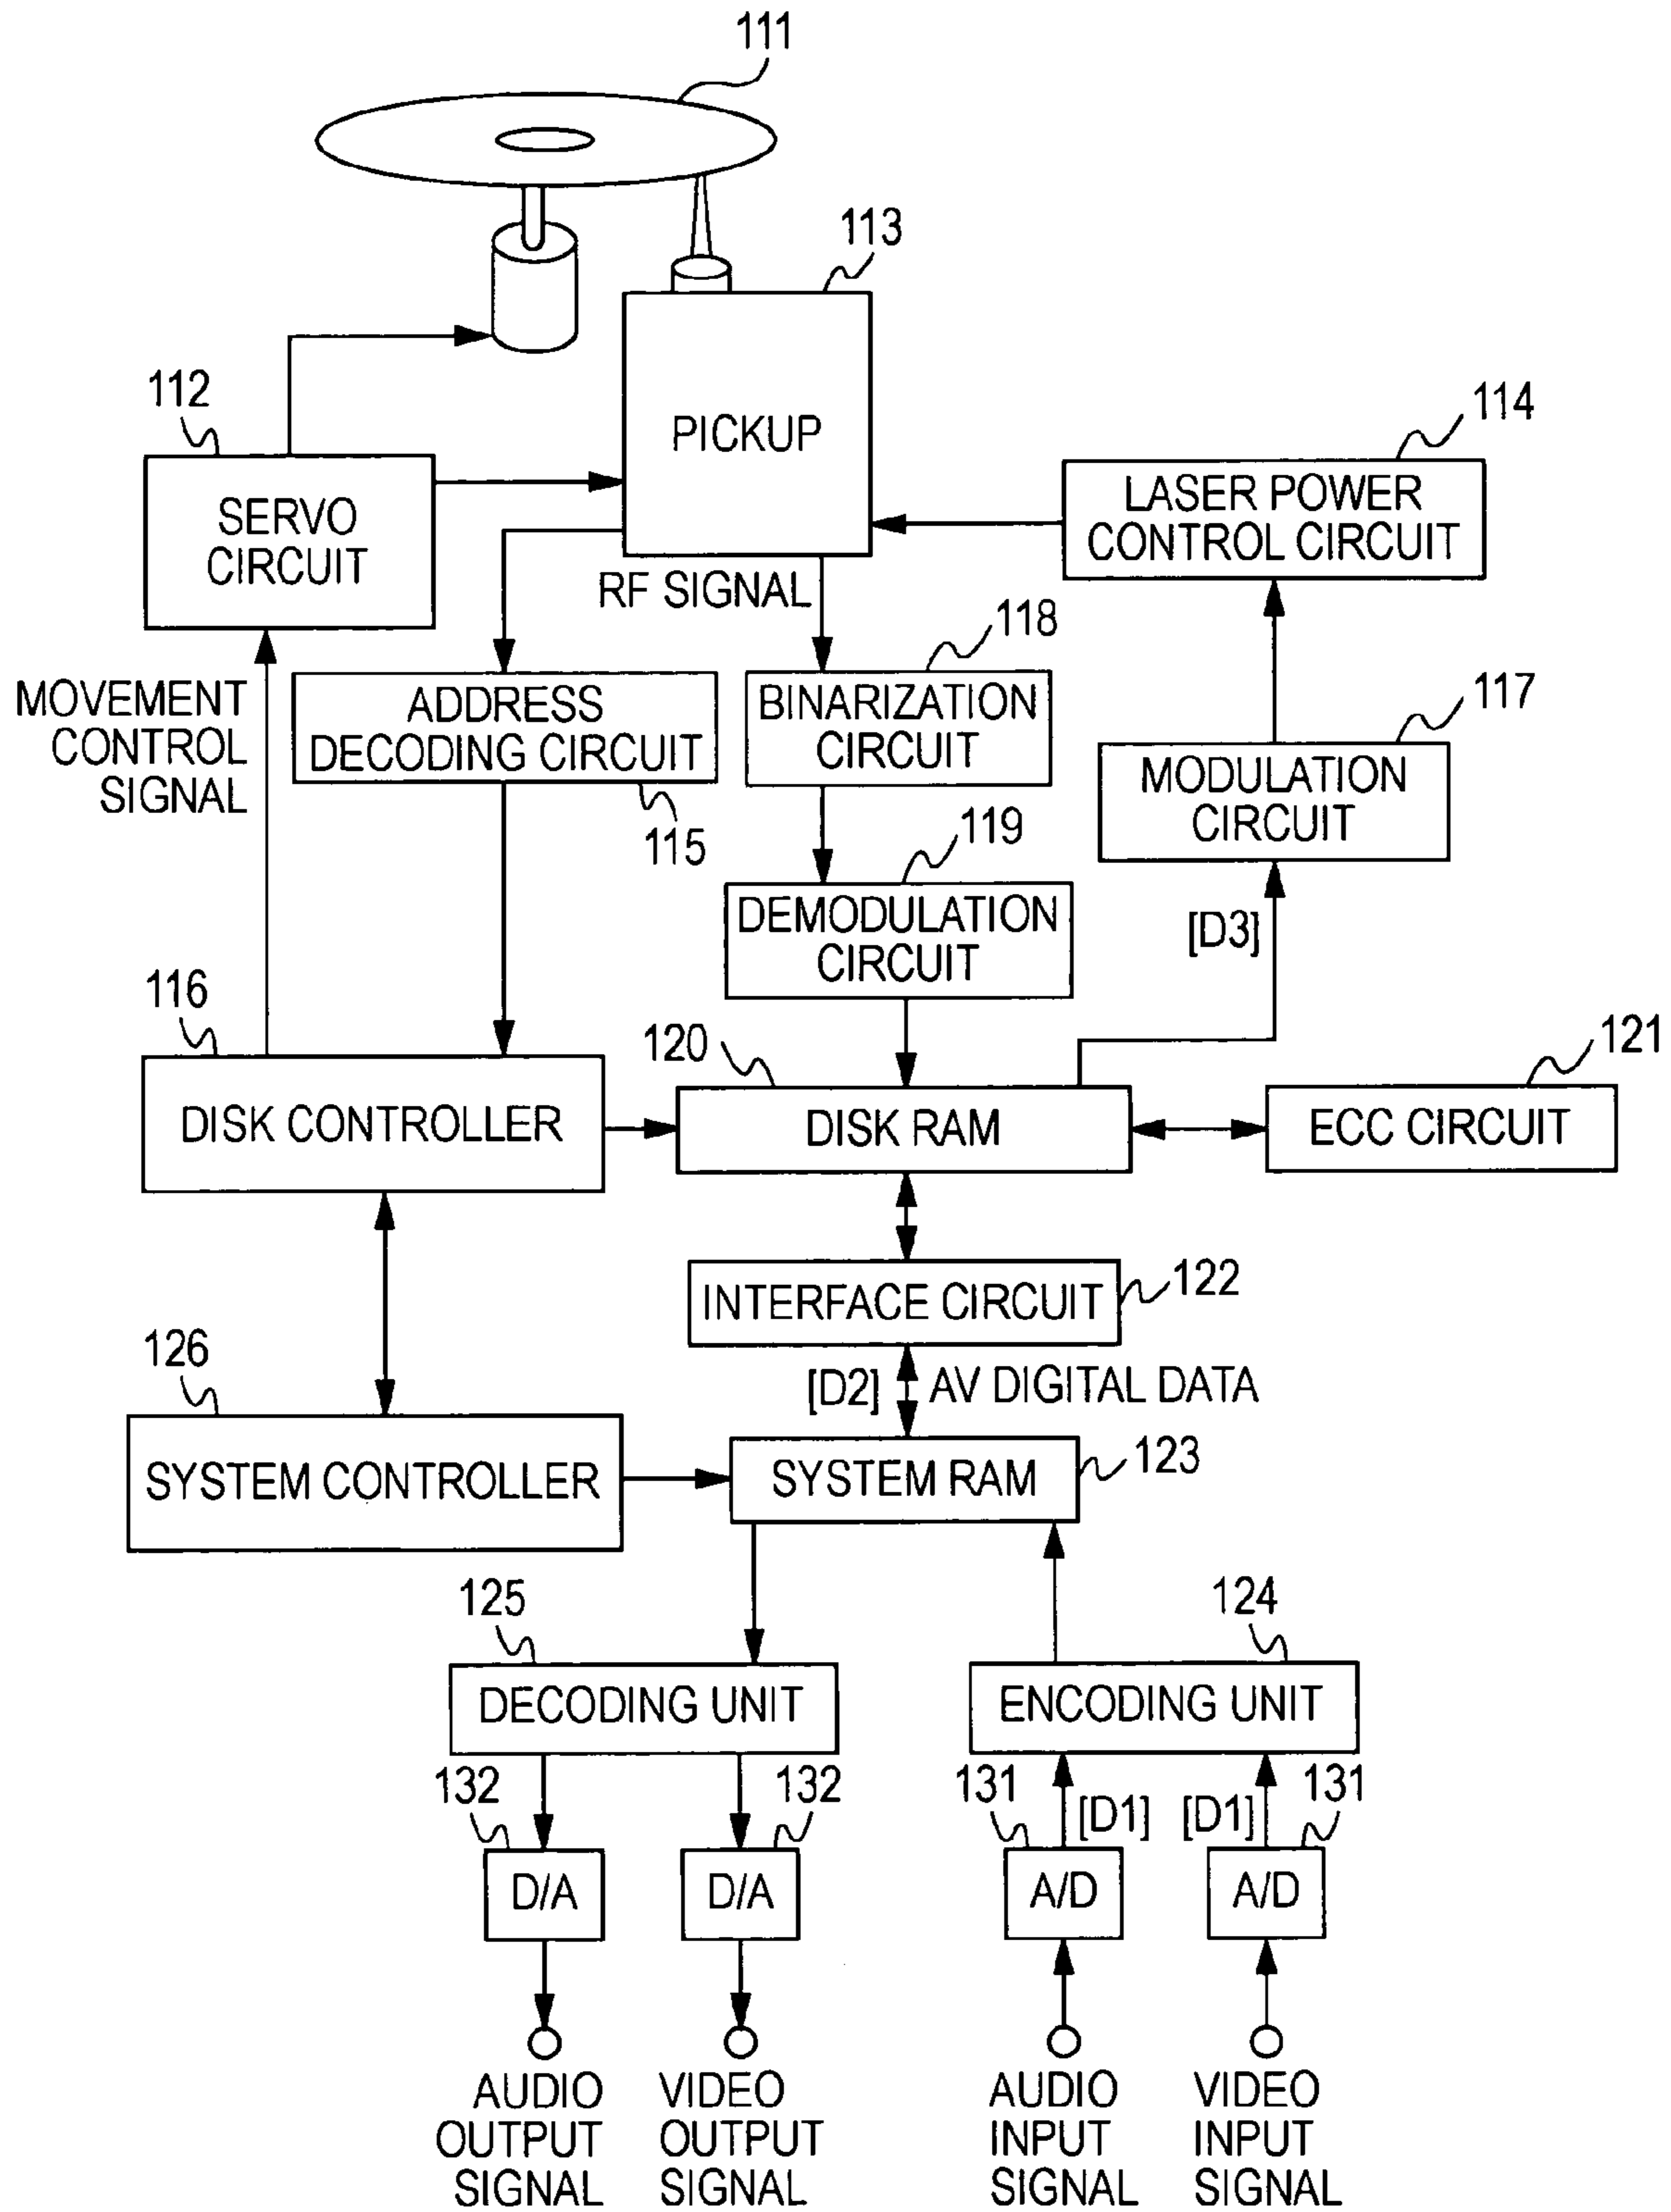 111
113
112
PICKUP
114
SERVO
CIRCUIT
LASER POWER
CONTROL CIRCUIT
RF SIGNAL
118
MOVEMENT
CONTROL
SIGNAL
ADDRESS
DECODING CIRCUIT
115
BINARIZATION
CIRCUIT
117
MODULATION
CIRCUIT
119
DEMODULATION
CIRCUIT
[D3]
116
120
121
DISK CONTROLLER
DISK RAM
ECC CIRCUIT
INTERFACE CIRCUIT
122
126
[D2]
AV DIGITAL DATA
SYSTEM CONTROLLER
SYSTEM RAM
123
125
124
DECODING UNIT
ENCODING UNIT
132
132
131
[D1]
[D1]
131
D/A
D/A
A/D
A/D
AUDIO
OUTPUT
SIGNAL
VIDEO
OUTPUT
SIGNAL
AUDIO
INPUT
SIGNAL
VIDEO
INPUT
SIGNAL